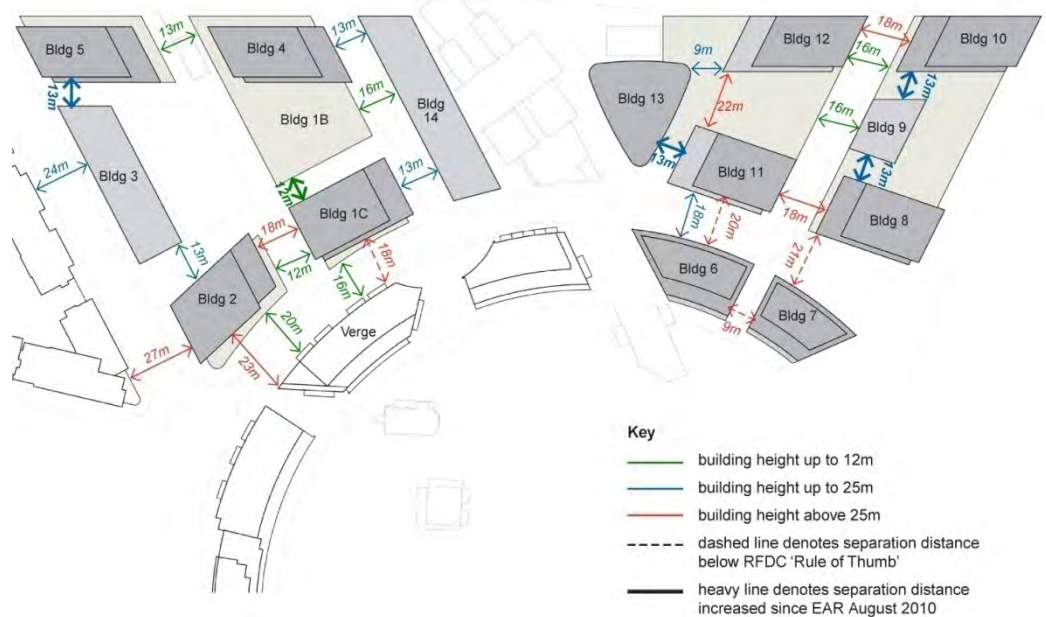 Bldg 5
13m
Bldg 4
13m
Bldg 12
18m
Bldg 10
16m
9m
13m
13m
16m
Bldg 13
22m
Bldg 1B
Bldg
14
16m
Bldg 9
24m
Bldg 3
13m
Bldg 11
13m
12m
13m
Bldg 1C
18m
20m
18m
Bldg 8
18m
13m
12m
18m
21m
Bldg 6
16m
Bldg 2
Bldg 7
20m
Verge
9m
27m
23m
Key
building height up to 12m
building height up to 25m
building height above 25m
dashed line denotes separation distance
below RFDC ‘Rule of Thumb’
heavy line denotes separation distance
increased since EAR August 2010